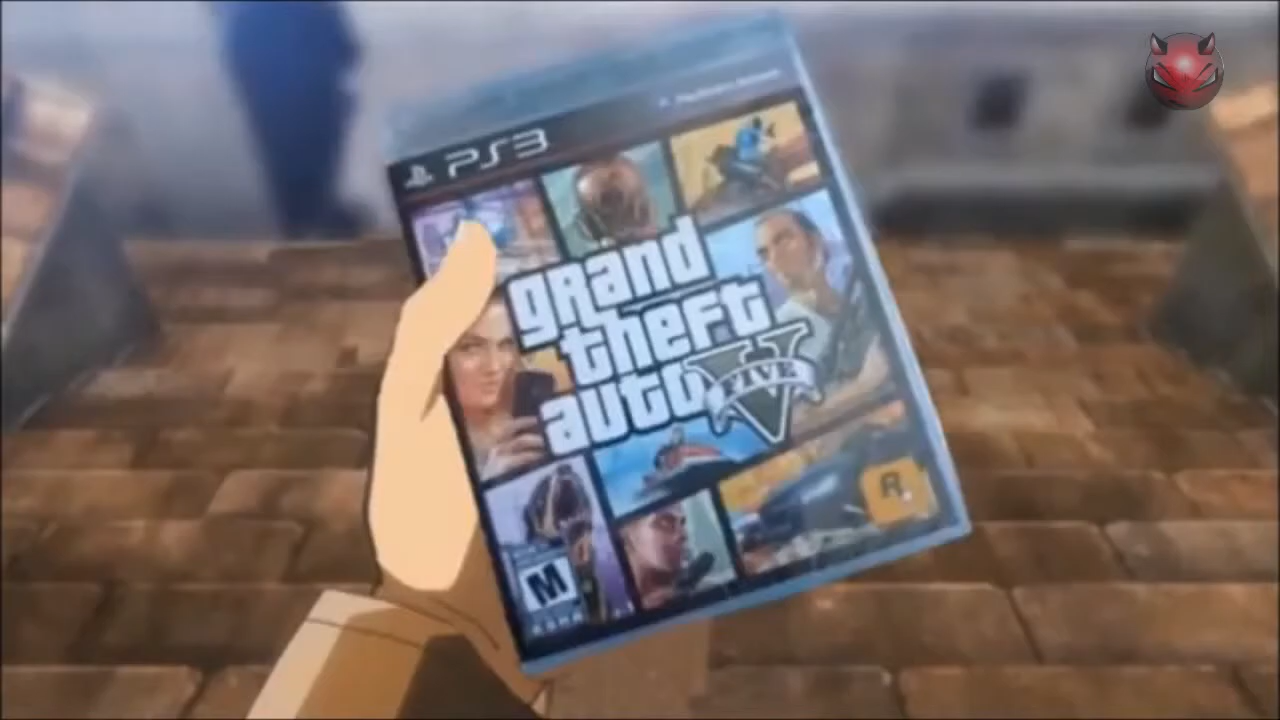 PS3
grand
theft
auto V
FIVE
M
R